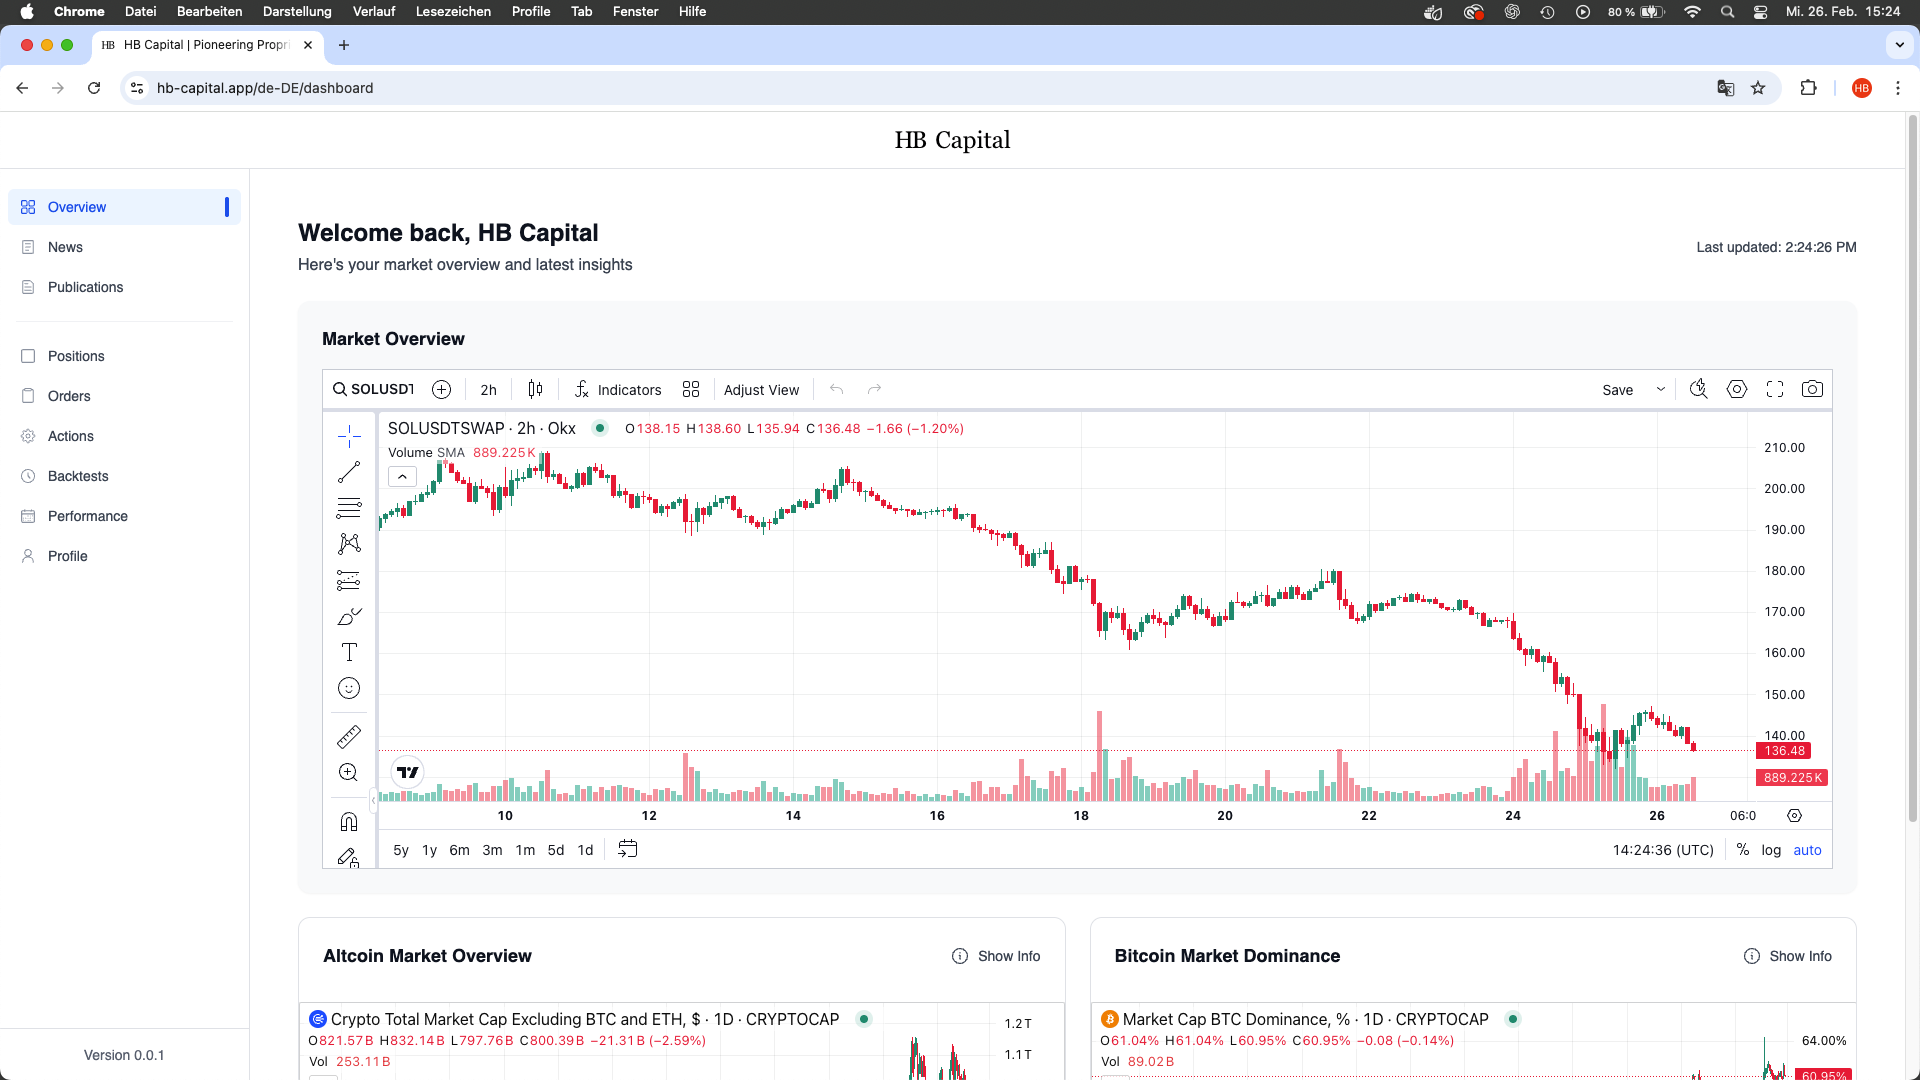 Chrome Datei Bearbeiten Darstellung Verlauf Lesezeichen Profile Tab Fenster Hilfe 80 % Mi. 26. Feb. 15:24
HB HB Capital | Pioneering Propri
hb-capital.app/de-DE/dashboard HB
HB Capital
Overview
News
Publications
Positions
Orders
Actions
Backtests
Performance
Profile
Version 0.0.1
Welcome back, HB Capital
Here's your market overview and latest insights
Last updated: 2:24:26 PM
Market Overview
SOLUSDT 2h Indicators Adjust View Save
SOLUSDTSWAP · 2h · Okx O138.15 H138.60 L135.94 C136.48 −1.66 (−1.20%)
Volume SMA 889.225K
210.00
200.00
190.00
180.00
170.00
160.00
150.00
140.00
136.48
889.225K
10 12 14 16 18 20 22 24 26 06:0
5y 1y 6m 3m 1m 5d 1d 14:24:36 (UTC) % log auto
Altcoin Market Overview Show Info
Crypto Total Market Cap Excluding BTC and ETH, $ · 1D · CRYPTOCAP
O821.57B H832.14B L797.76B C800.39B −21.31B (−2.59%)
Vol 253.11B
1.2T
1.1T
Bitcoin Market Dominance Show Info
Market Cap BTC Dominance, % · 1D · CRYPTOCAP
O61.04% H61.04% L60.95% C60.95% −0.08 (−0.14%)
Vol 89.02B
64.00%
60.95%